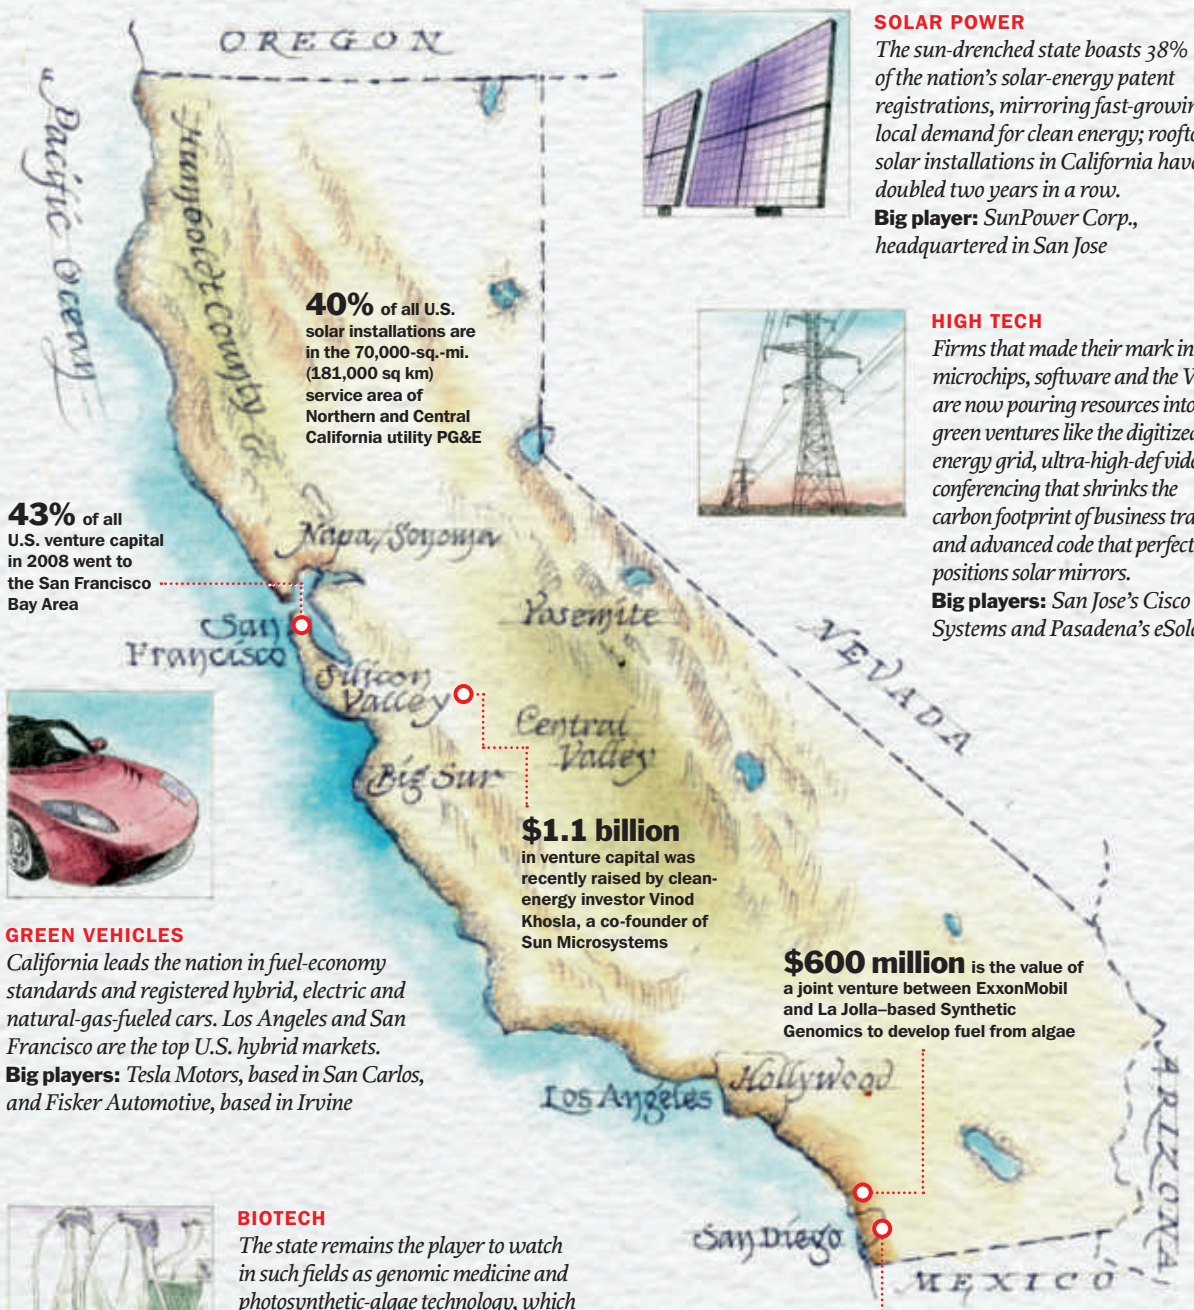 OREGON
Pacific Ocean
Humboldt County
SOLAR POWER
The sun-drenched state boasts 38%
of the nation's solar-energy patent
registrations, mirroring fast-growin
local demand for clean energy; roofto
solar installations in California have
doubled two years in a row.
Big player: SunPower Corp.,
headquartered in San Jose
40% of all U.S.
solar installations are
in the 70,000-sq.-mi.
(181,000 sq km)
service area of
Northern and Central
California utility PG&E
HIGH TECH
Firms that made their mark in
microchips, software and the
are now pouring resources into
green ventures like the digitized
energy grid, ultra-high-def vide
conferencing that shrinks the
carbon footprint of business tra
and advanced code that perfect
positions solar mirrors.
Big players: San Jose's Cisco
Systems and Pasadena's eSola
43% of all
U.S. venture capital
in 2008 went to
the San Francisco
Bay Area
Napa/Sonoma
San
Francisco
Yosemite
NEVADA
Silicon
Valley
Central
Valley
Big Sur
$1.1 billion
in venture capital was
recently raised by clean-
energy investor Vinod
Khosla, a co-founder of
Sun Microsystems
GREEN VEHICLES
California leads the nation in fuel-economy
standards and registered hybrid, electric and
natural-gas-fueled cars. Los Angeles and San
Francisco are the top U.S. hybrid markets.
Big players: Tesla Motors, based in San Carlos,
and Fisker Automotive, based in Irvine
$600 million is the value of
a joint venture between ExxonMobil
and La Jolla–based Synthetic
Genomics to develop fuel from algae
Hollywood
Los Angeles
ARIZONA
San Diego
MEXICO
BIOTECH
The state remains the player to watch
in such fields as genomic medicine and
photosynthetic-algae technology, which